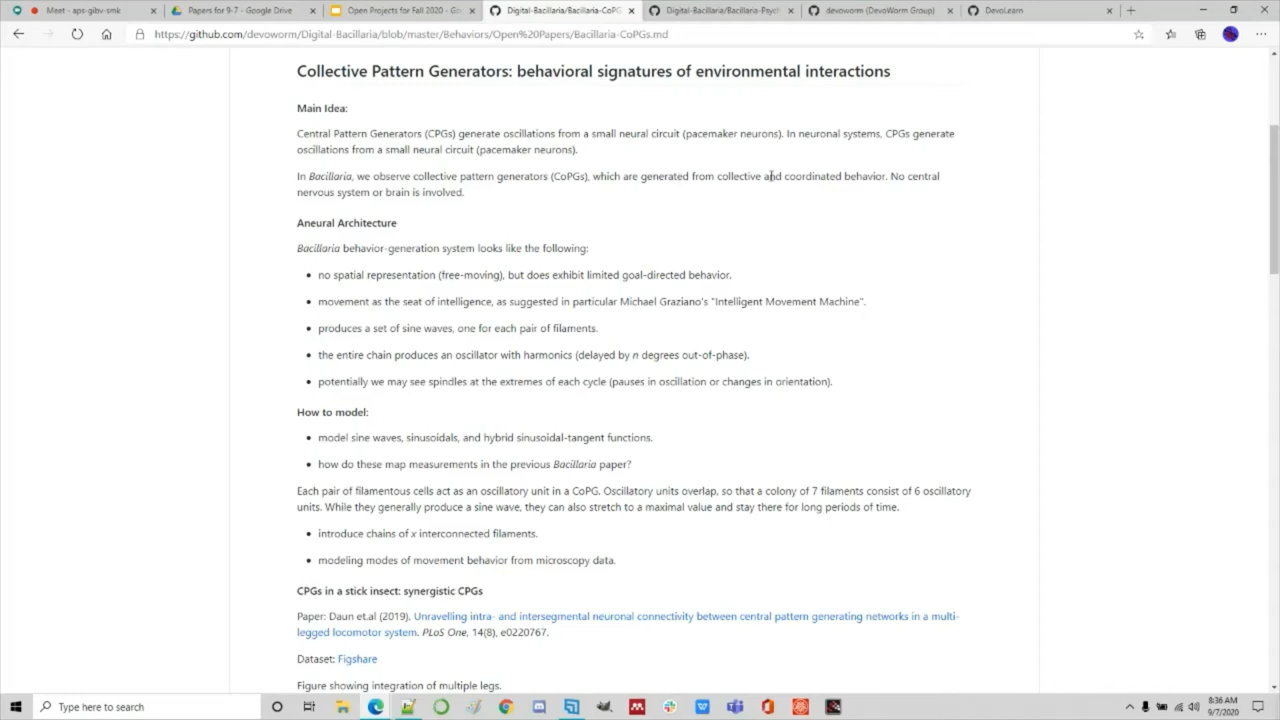 Meet - aps-gibv-smk
Papers for 9-7 - Google Drive
Open Projects for Fall 2020 - Go
Digital-Bacillaria/Bacillaria-CoPG
Digital-Bacillaria/Bacillaria-Psych
devoworm (DevoWorm Group)
DevoLearn
https://github.com/devoworm/Digital-Bacillaria/blob/master/Behaviors/Open%20Papers/Bacillaria-CoPGs.md
Collective Pattern Generators: behavioral signatures of environmental interactions
Main Idea:
Central Pattern Generators (CPGs) generate oscillations from a small neural circuit (pacemaker neurons). In neuronal systems, CPGs generate
oscillations from a small neural circuit (pacemaker neurons).
In Bacillaria, we observe collective pattern generators (CoPGs), which are generated from collective and coordinated behavior. No central
nervous system or brain is involved.
Aneural Architecture
Bacillaria behavior-generation system looks like the following:
• no spatial representation (free-moving), but does exhibit limited goal-directed behavior.
• movement as the seat of intelligence, as suggested in particular Michael Graziano's "Intelligent Movement Machine".
• produces a set of sine waves, one for each pair of filaments.
• the entire chain produces an oscillator with harmonics (delayed by n degrees out-of-phase).
• potentially we may see spindles at the extremes of each cycle (pauses in oscillation or changes in orientation).
How to model:
• model sine waves, sinusoidals, and hybrid sinusoidal-tangent functions.
• how do these map measurements in the previous Bacillaria paper?
Each pair of filamentous cells act as an oscillatory unit in a CoPG. Oscillatory units overlap, so that a colony of 7 filaments consist of 6 oscillatory
units. While they generally produce a sine wave, they can also stretch to a maximal value and stay there for long periods of time.
• introduce chains of x interconnected filaments.
• modeling modes of movement behavior from microscopy data.
CPGs in a stick insect: synergistic CPGs
Paper: Daun et.al (2019). Unravelling intra- and intersegmental neuronal connectivity between central pattern generating networks in a multi-
legged locomotor system. PLoS One, 14(8), e0220767.
Dataset: Figshare
Figure showing integration of multiple legs.
Type here to search
8:36 AM
9/7/2020